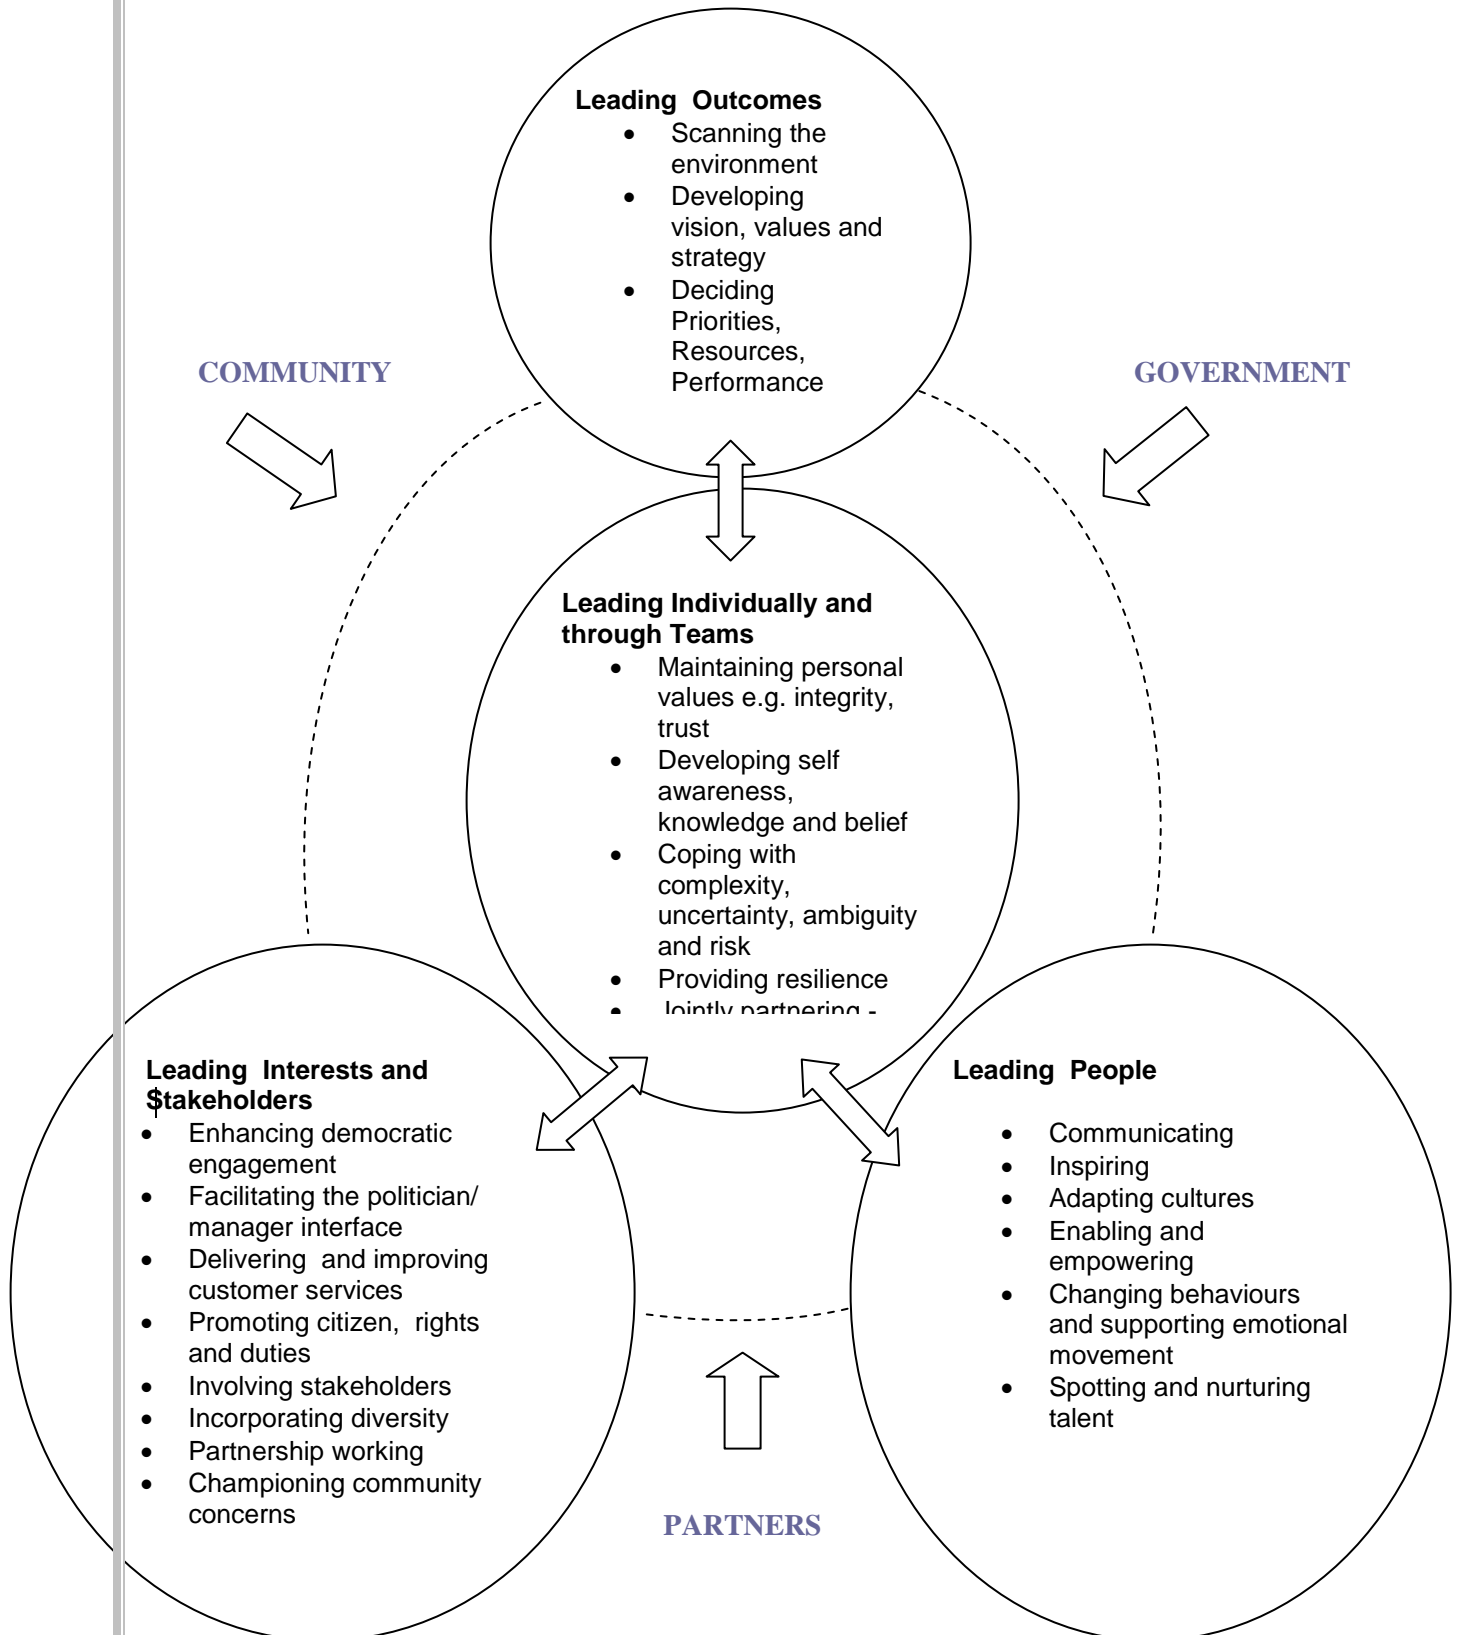 Leading  Outcomes
• Scanning the
environment
• Developing
vision, values and
strategy
• Deciding
Priorities,
Resources,
Performance
COMMUNITY
GOVERNMENT
Leading Individually and
through Teams
• Maintaining personal
values e.g. integrity,
trust
• Developing self
awareness,
knowledge and belief
• Coping with
complexity,
uncertainty, ambiguity
and risk
• Providing resilience
• Jointly partnering -
Leading  Interests and
Stakeholders
• Enhancing democratic
engagement
• Facilitating the politician/
manager interface
• Delivering  and improving
customer services
• Promoting citizen,  rights
and duties
• Involving stakeholders
• Incorporating diversity
• Partnership working
• Championing community
concerns
Leading  People
• Communicating
• Inspiring
• Adapting cultures
• Enabling and
empowering
• Changing behaviours
and supporting emotional
movement
• Spotting and nurturing
talent
PARTNERS